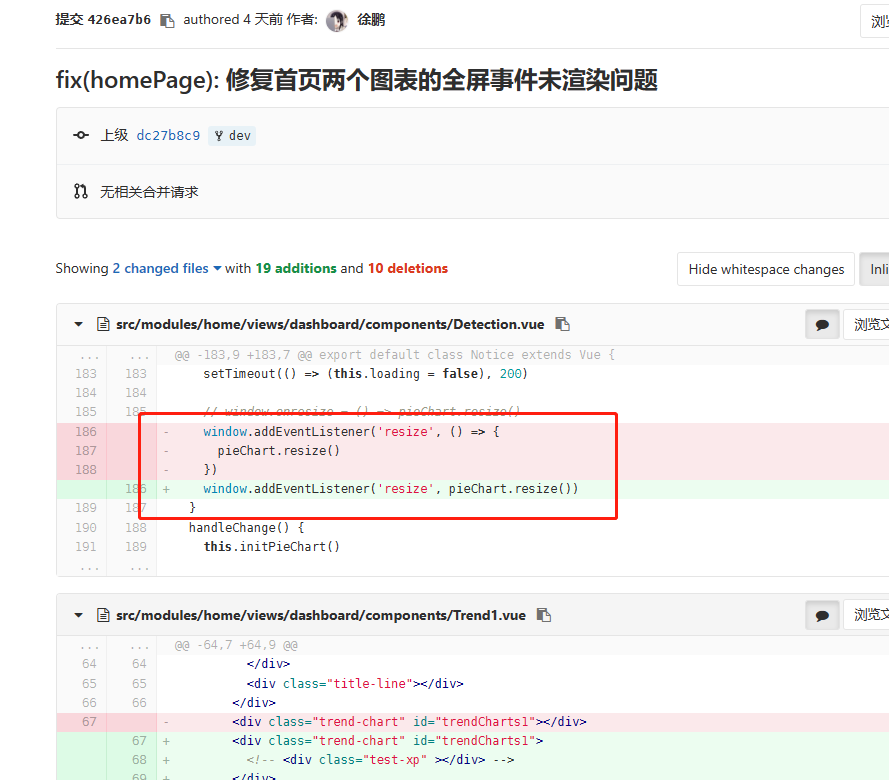 提交 426ea7b6 authored 4 天前 作者: 徐鹏
浏
fix(homePage): 修复首页两个图表的全屏事件未渲染问题
上级 dc27b8c9 dev
无相关合并请求
Showing 2 changed files with 19 additions and 10 deletions
Hide whitespace changes Inli
src/modules/home/views/dashboard/components/Detection.vue 浏览文
... ... @@ -183,9 +183,7 @@ export default class Notice extends Vue {
183 183 setTimeout(() => (this.loading = false), 200)
184 184
185 185 // window.onresize = () => pieChart.resize()
186 - window.addEventListener('resize', () => {
187 - pieChart.resize()
188 - })
186 + window.addEventListener('resize', pieChart.resize())
189 187 }
190 188 handleChange() {
191 189 this.initPieChart()
... ...
src/modules/home/views/dashboard/components/Trend1.vue 浏览文
... ... @@ -64,7 +64,9 @@
64 64 </div>
65 65 <div class="title-line"></div>
66 66 </div>
67 - <div class="trend-chart" id="trendCharts1"></div>
67 + <div class="trend-chart" id="trendCharts1">
68 + <!-- <div class="test-xp" ></div> -->
69 + </div>